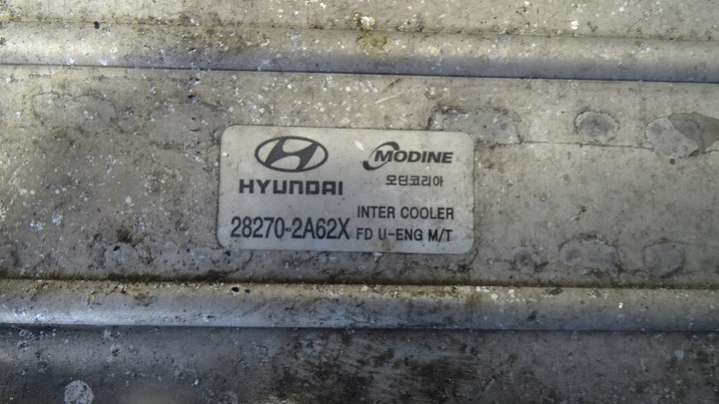 HYUNDAI
MODINE
모딘코리아
28270-2A62X
INTER COOLER
FD U-ENG M/T